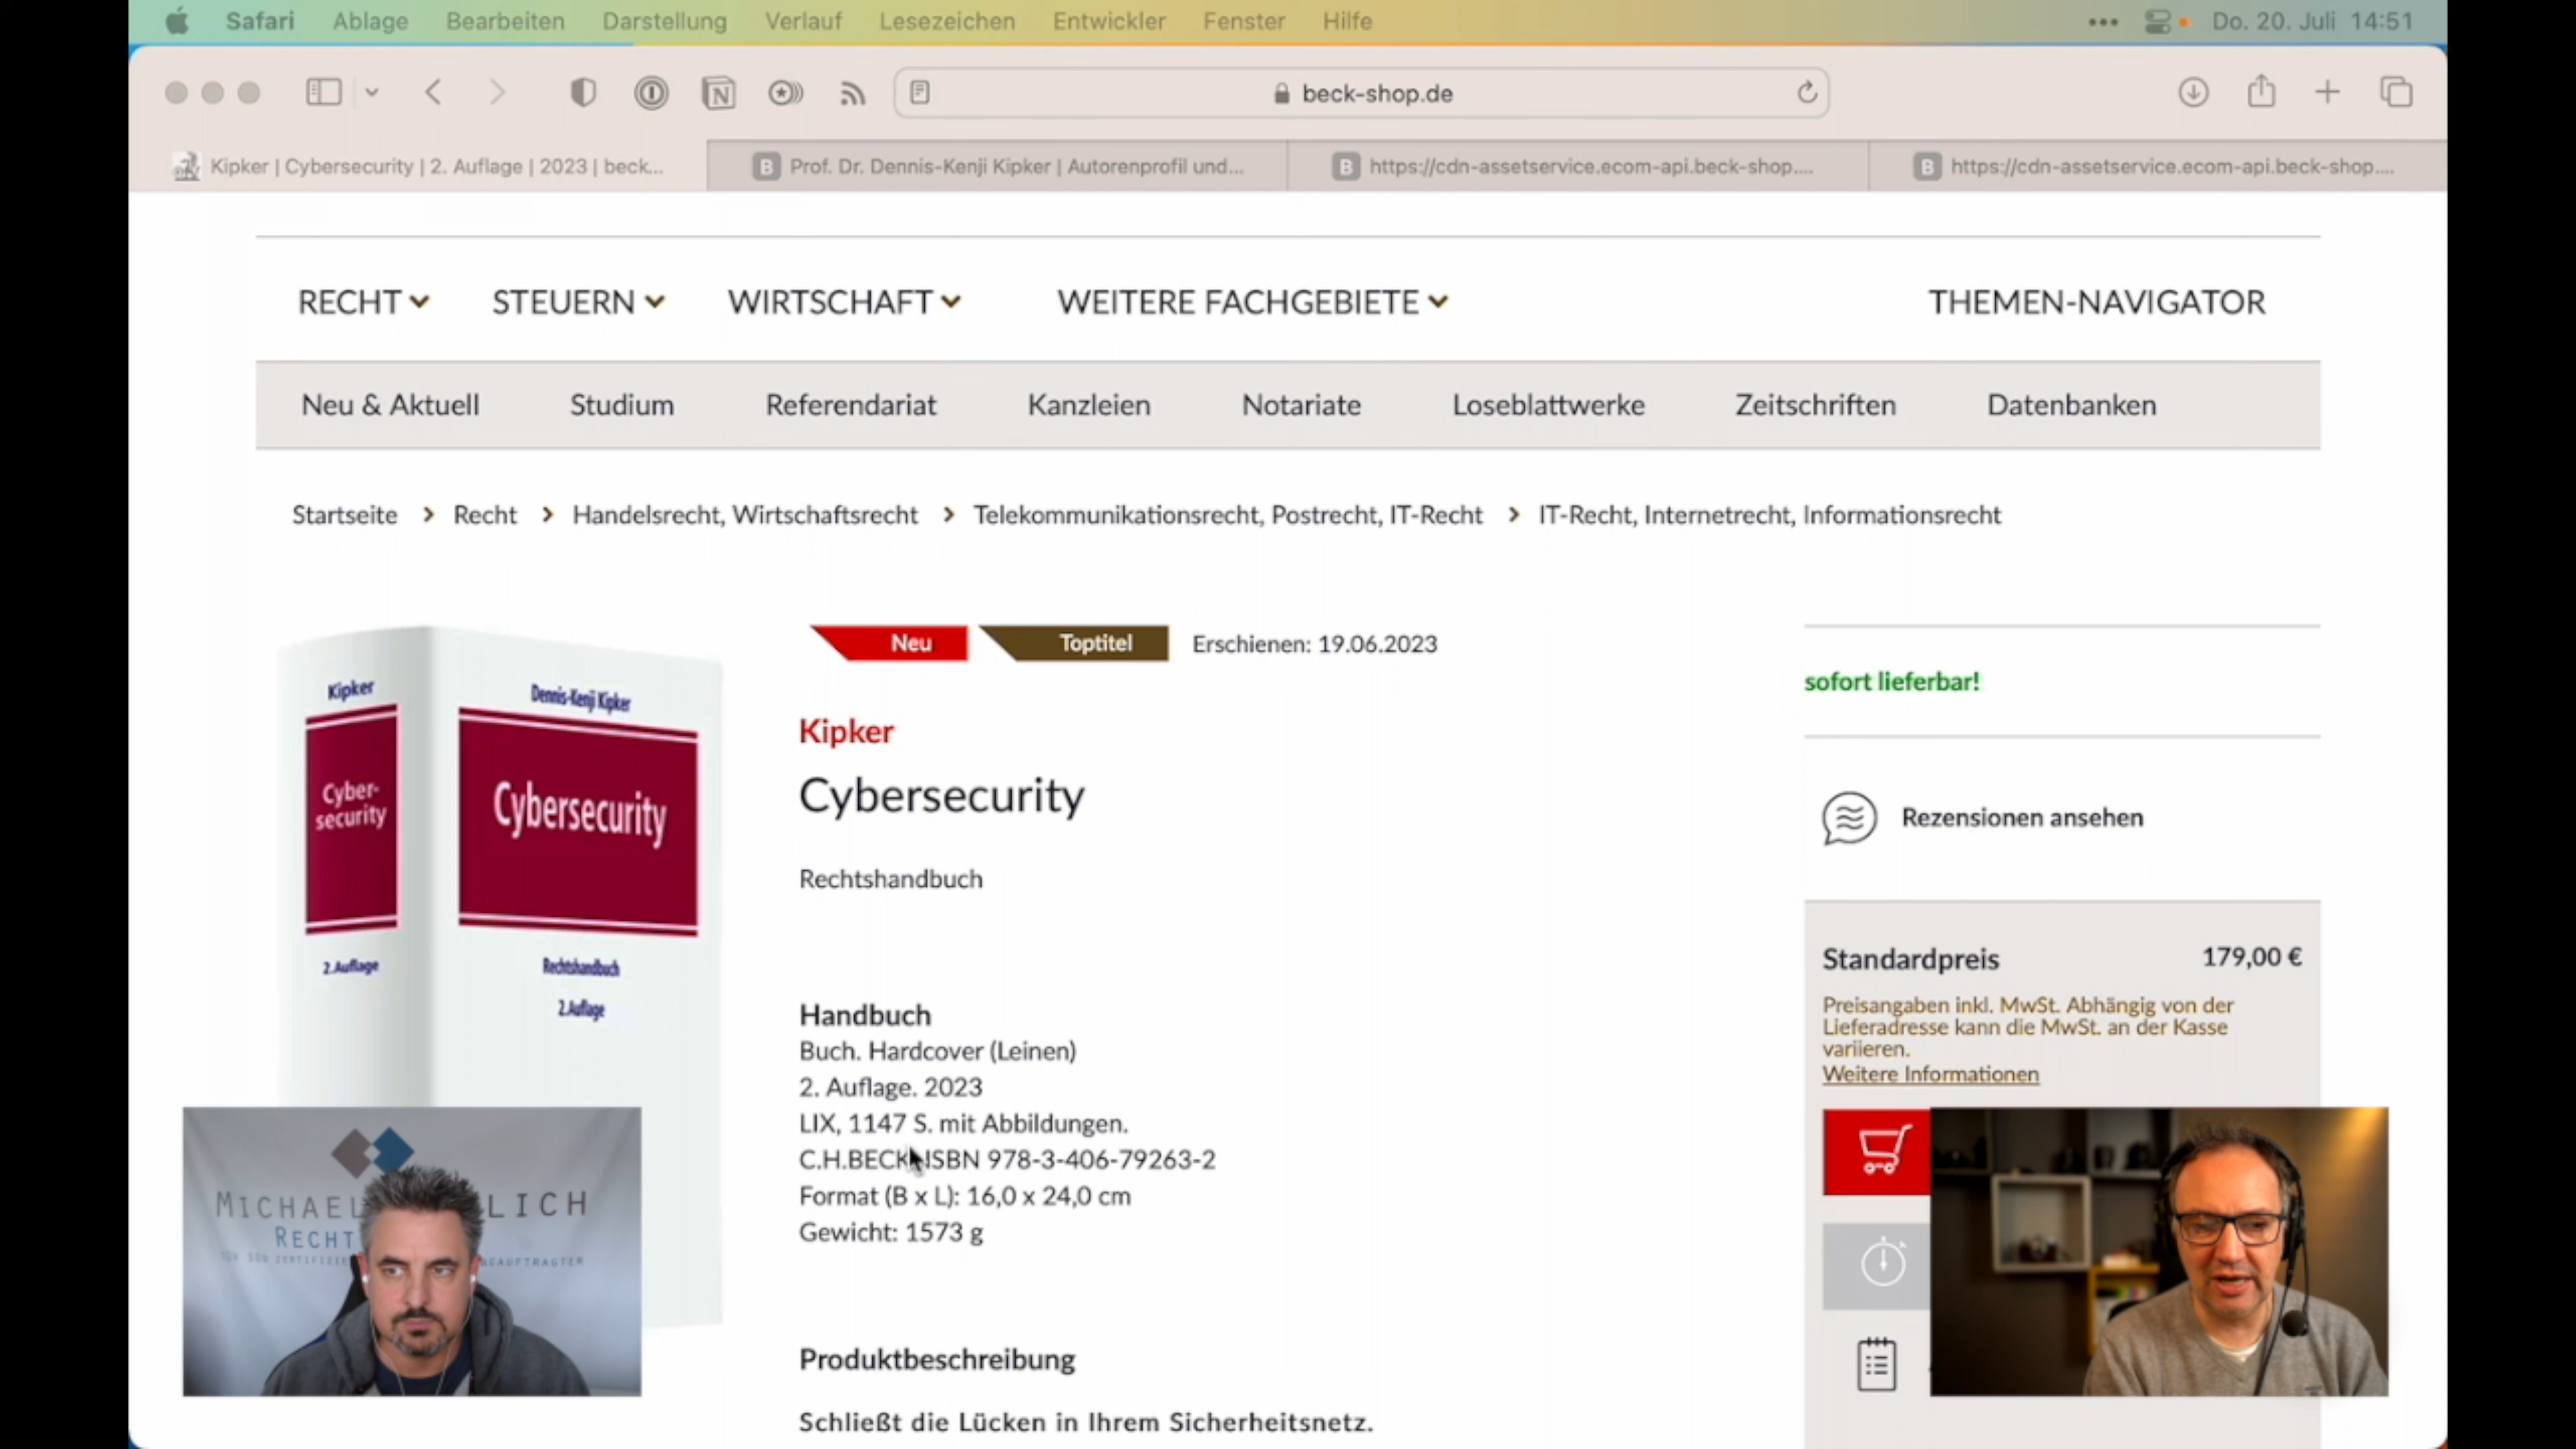 Safari Ablage Bearbeiten Darstellung Verlauf Lesezeichen Entwickler Fenster Hilfe Do. 20. Juli 14:51
beck-shop.de
Kipker | Cybersecurity | 2. Auflage | 2023 | beck...
Prof. Dr. Dennis-Kenji Kipker | Autorenprofil und...
https://cdn-assetservice.ecom-api.beck-shop....
https://cdn-assetservice.ecom-api.beck-shop....
RECHT STEUERN WIRTSCHAFT WEITERE FACHGEBIETE THEMEN-NAVIGATOR
Neu & Aktuell Studium Referendariat Kanzleien Notariate Loseblattwerke Zeitschriften Datenbanken
Startseite > Recht > Handelsrecht, Wirtschaftsrecht > Telekommunikationsrecht, Postrecht, IT-Recht > IT-Recht, Internetrecht, Informationsrecht
Kipker
Cyber-
security
2. Auflage
Dennis-Kenji Kipker
Cybersecurity
Rechtshandbuch
2. Auflage
Neu Toptitel Erschienen: 19.06.2023
Kipker
Cybersecurity
Rechtshandbuch
Handbuch
Buch. Hardcover (Leinen)
2. Auflage. 2023
LIX, 1147 S. mit Abbildungen.
C.H.BECK ISBN 978-3-406-79263-2
Format (B x L): 16,0 x 24,0 cm
Gewicht: 1573 g
Produktbeschreibung
Schließt die Lücken in Ihrem Sicherheitsnetz.
sofort lieferbar!
Rezensionen ansehen
Standardpreis 179,00 €
Preisangaben inkl. MwSt. Abhängig von der
Lieferadresse kann die MwSt. an der Kasse
variieren.
Weitere Informationen
MICHAEL LICH
RECHT